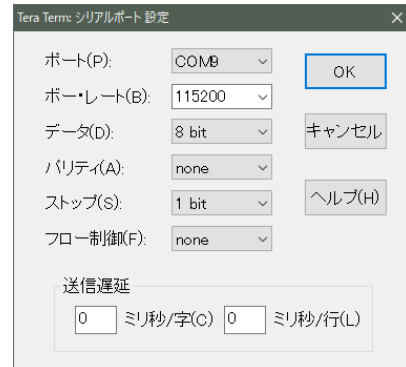 Tera Term: シリアルポート 設定
ポート(P): COM9 OK
ボー・レート(B): 115200
データ(D): 8 bit キャンセル
パリティ(A): none
ストップ(S): 1 bit ヘルプ(H)
フロー制御(F): none
送信遅延
0 ミリ秒/字(C) 0 ミリ秒/行(L)